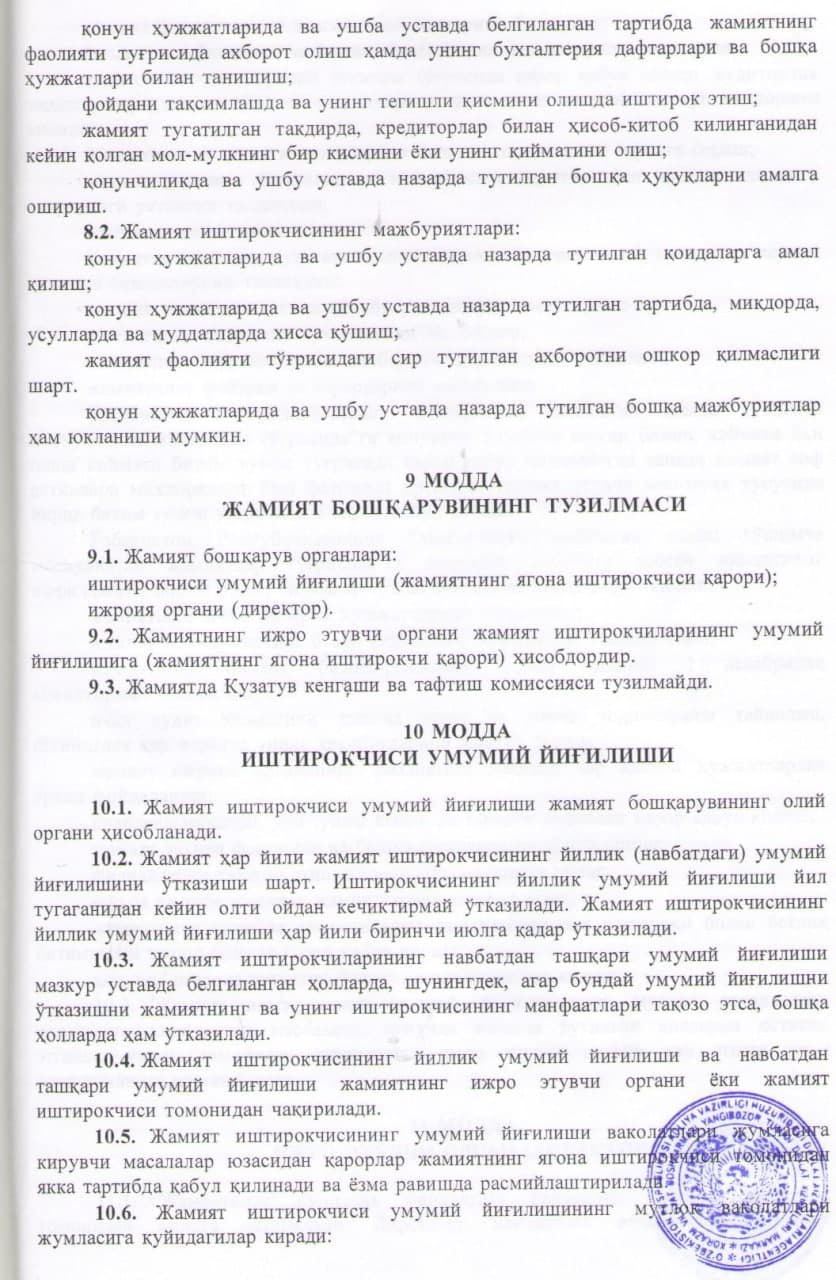 қонун ҳужжатларида ва ушба уставда белгиланган тартибда жамиятнинг
фаолияти туғрисида ахборот олиш ҳамда унинг бухгалтерия дафтарлари ва бошқа
ҳужжатлари билан танишиш;
фойдани тақсимлашда ва унинг тегишли қисмини олишда иштирок этиш;
жамият тугатилган тақдирда, кредиторлар билан ҳисоб-китоб килинганидан
кейин қолган мол-мулкнинг бир кисмини ёки унинг қийматини олиш;
қонунчиликда ва ушбу уставда назарда тутилган бошқа ҳуқуқларни амалга
ошириш.
8.2. Жамият иштирокчисининг мажбуриятлари:
қонун ҳужжатларида ва ушбу уставда назарда тутилган қоидаларга амал
қилиш;
қонун ҳужжатларида ва ушбу уставда назарда тутилган тартибда, миқдорда,
усулларда ва муддатларда хисса қўшиш;
жамият фаолияти тўғрисидаги сир тутилган ахборотни ошкор қилмаслиги
шарт.
қонун ҳужжатларида ва ушбу уставда назарда тутилган бошқа мажбуриятлар
ҳам юкланиши мумкин.
9 МОДДА
ЖАМИЯТ БОШҚАРУВИНИНГ ТУЗИЛМАСИ
9.1. Жамият бошқарув органлари:
иштирокчиси умумий йиғилиши (жамиятнинг ягона иштирокчиси қарори);
ижроия органи (директор).
9.2. Жамиятнинг ижро этувчи органи жамият иштирокчиларининг умумий
йиғилишига (жамиятнинг ягона иштирокчи қарори) ҳисобдордир.
9.3. Жамиятда Кузатув кенгаши ва тафтиш комиссияси тузилмайди.
10 МОДДА
ИШТИРОКЧИСИ УМУМИЙ ЙИҒИЛИШИ
10.1. Жамият иштирокчиси умумий йиғилиши жамият бошқарувининг олий
органи ҳисобланади.
10.2. Жамият ҳар йили жамият иштирокчисининг йиллик (навбатдаги) умумий
йиғилишини ўтказиши шарт. Иштирокчисининг йиллик умумий йиғилиши йил
тугаганидан кейин олти ойдан кечиктирмай ўтказилади. Жамият иштирокчисининг
йиллик умумий йиғилиши ҳар йили биринчи июлга қадар ўтказилади.
10.3. Жамият иштирокчиларининг навбатдан ташқари умумий йиғилиши
мазкур уставда белгиланган ҳолларда, шунингдек, агар бундай умумий йиғилишни
ўтказишни жамиятнинг ва унинг иштирокчисининг манфаатлари тақозо этса, бошқа
ҳолларда ҳам ўтказилади.
10.4. Жамият иштирокчисининг йиллик умумий йиғилиши ва навбатдан
ташқари умумий йиғилиши жамиятнинг ижро этувчи органи ёки жамият
иштирокчиси томонидан чақирилади.
10.5. Жамият иштирокчисининг умумий йиғилиши ваколатлари жумласига
кирувчи масалалар юзасидан қарорлар жамиятнинг ягона иштирокчиси томонидан
якка тартибда қабул қилинади ва ёзма равишда расмийлаштирилади.
10.6. Жамият иштирокчиси умумий йиғилишининг мутлоқ ваколатлари
жумласига қуйидагилар киради: